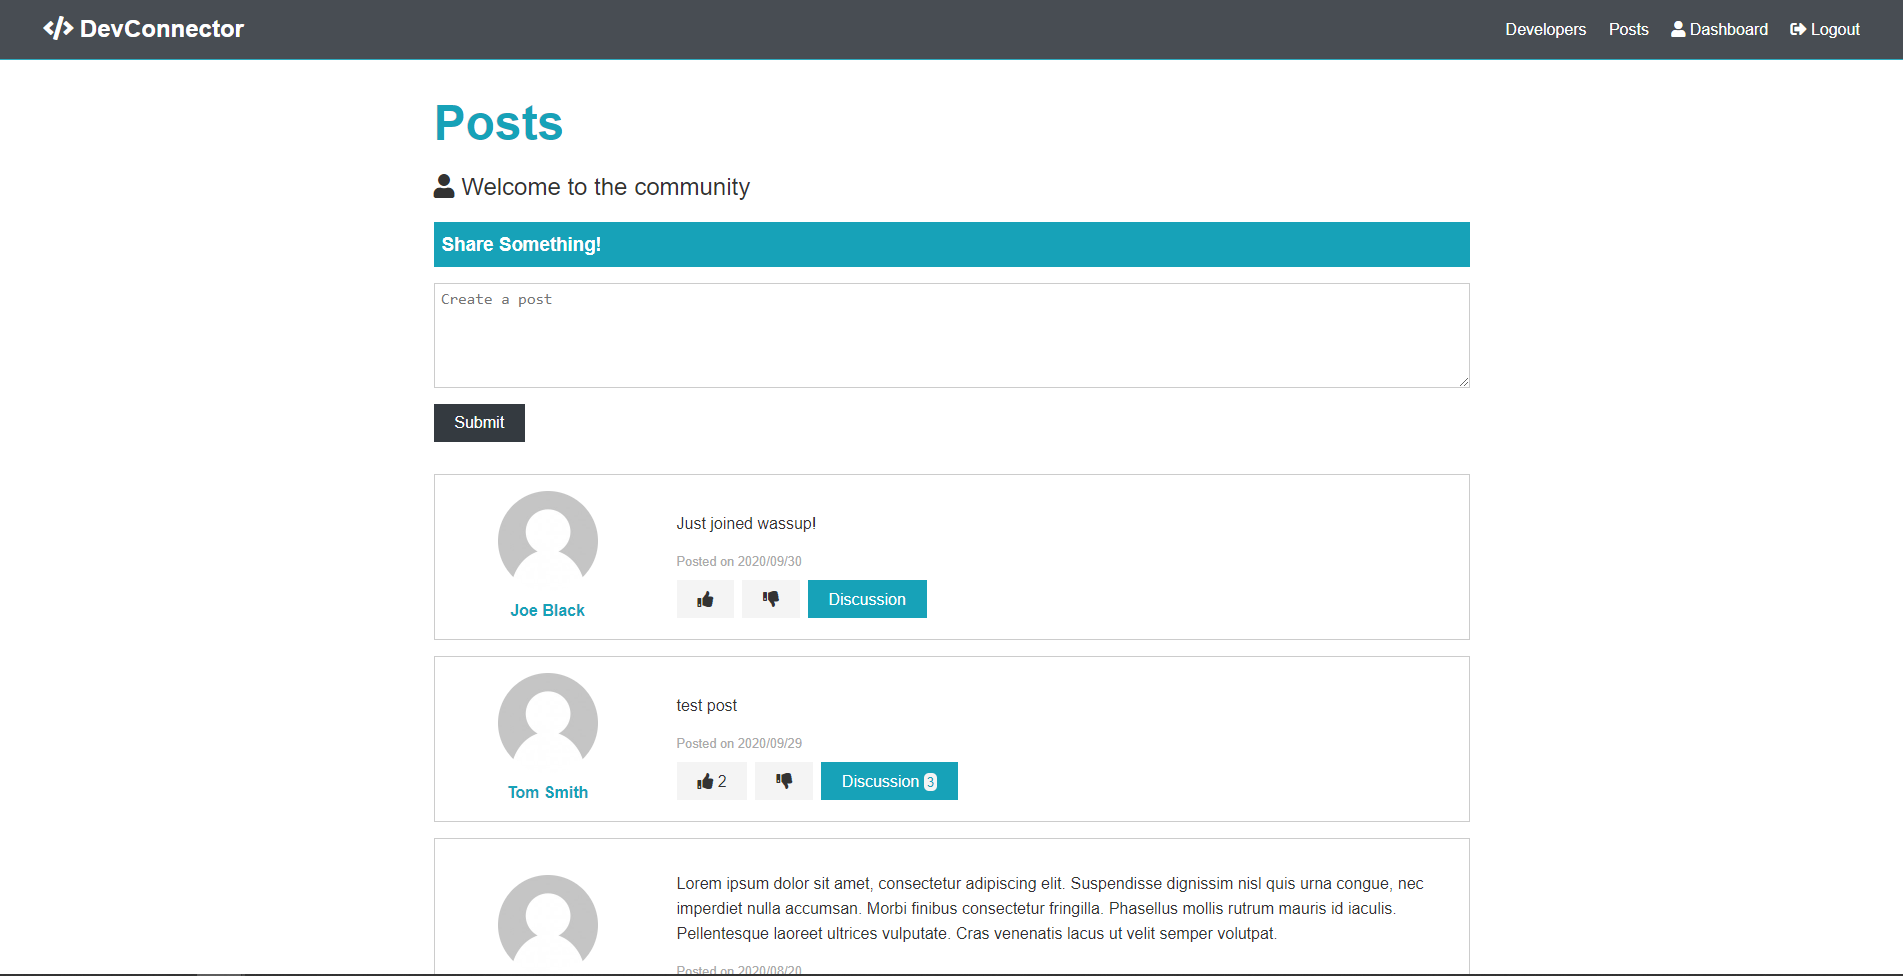 DevConnector
Developers Posts Dashboard Logout
Posts
Welcome to the community
Share Something!
Create a post
Submit
Just joined wassup!
Posted on 2020/09/30
Discussion
Joe Black
test post
Posted on 2020/09/29
2 Discussion 3
Tom Smith
Lorem ipsum dolor sit amet, consectetur adipiscing elit. Suspendisse dignissim nisl quis urna congue, nec
imperdiet nulla accumsan. Morbi finibus consectetur fringilla. Phasellus mollis rutrum mauris id iaculis.
Pellentesque laoreet ultrices vulputate. Cras venenatis lacus ut velit semper volutpat.
Posted on 2020/08/20